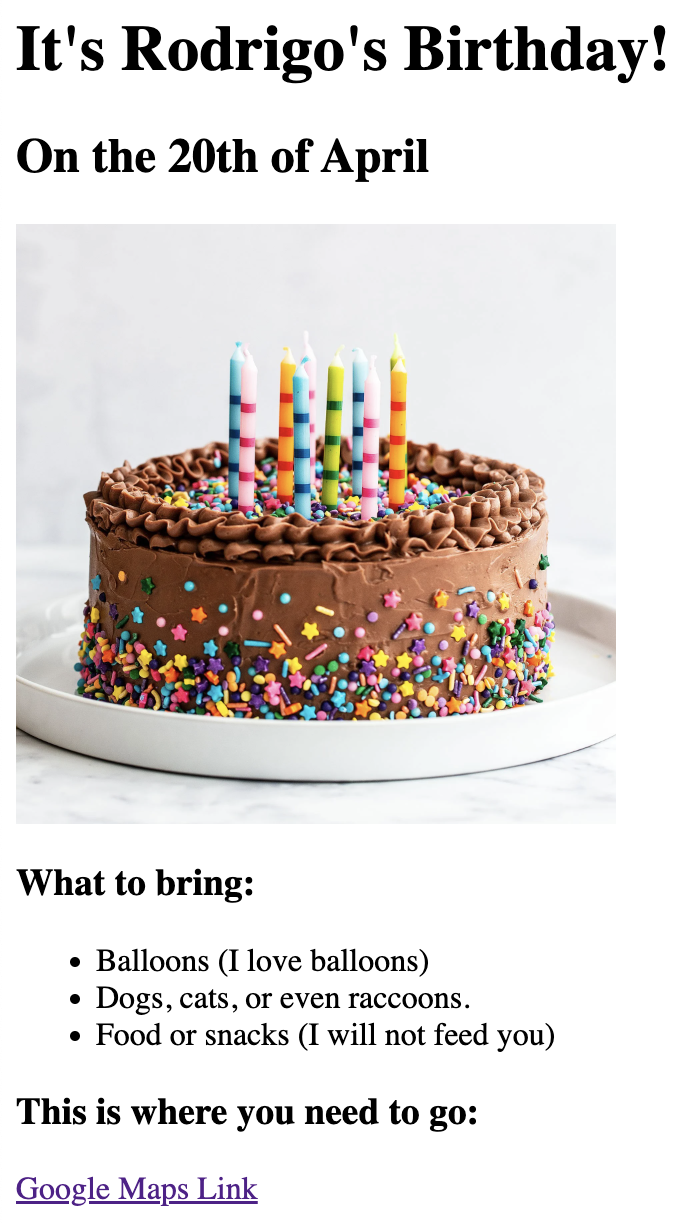 It's Rodrigo's Birthday!
On the 20th of April
What to bring:
Balloons (I love balloons)
Dogs, cats, or even raccoons.
Food or snacks (I will not feed you)
This is where you need to go:
Google Maps Link